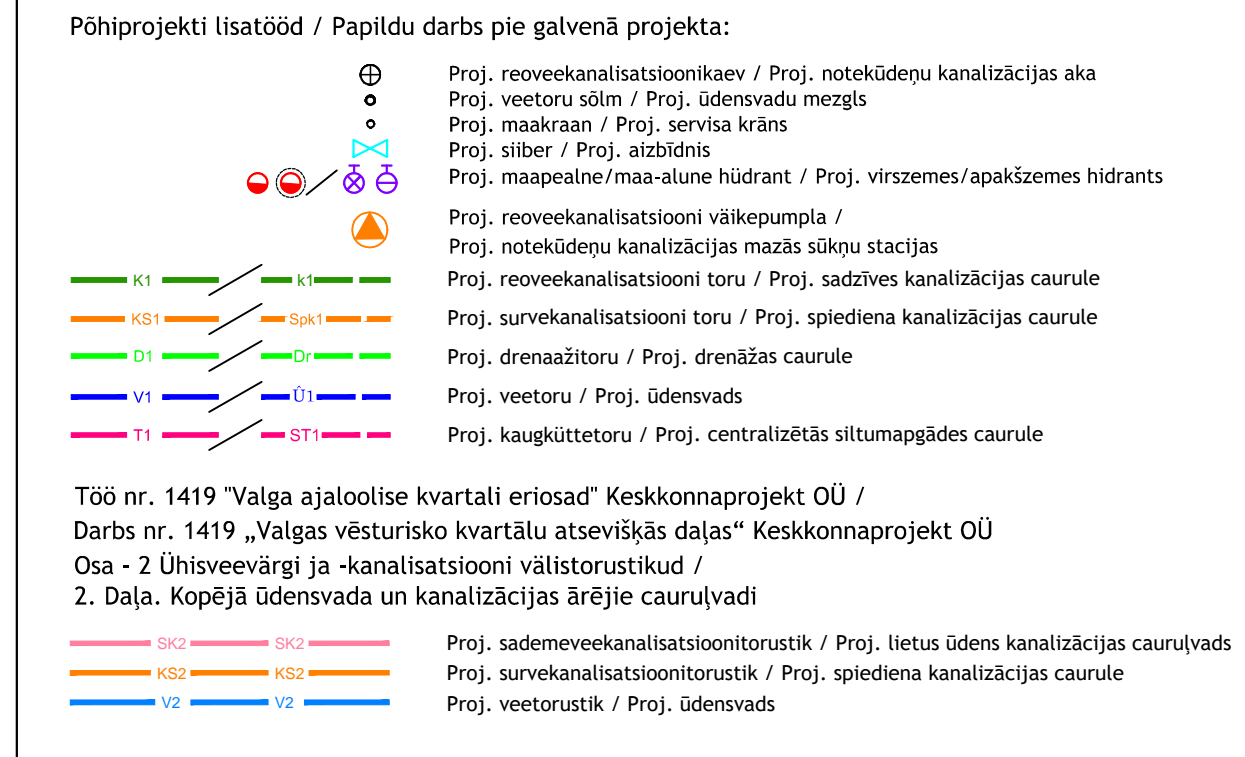 Põhiprojekti lisatööd / Papildu darbs pie galvenā projekta:
Proj. reoveekanalisatsioonikaev / Proj. notekūdeņu kanalizācijas aka
Proj. veetoru sõlm / Proj. ūdensvadu mezgls
Proj. maakraan / Proj. servisa krāns
Proj. siiber / Proj. aizbīdnis
Proj. maapealne/maa-alune hüdrant / Proj. virszemes/apakšzemes hidrants
Proj. reoveekanalisatsiooni väikepumpla /
Proj. notekūdeņu kanalizācijas mazās sūkņu stacijas
K1 k1 Proj. reoveekanalisatsiooni toru / Proj. sadzīves kanalizācijas caurule
KS1 Spk1 Proj. survekanalisatsiooni toru / Proj. spiediena kanalizācijas caurule
D1 Dr Proj. drenaažitoru / Proj. drenāžas caurule
V1 Û1 Proj. veetoru / Proj. ūdensvads
T1 ST1 Proj. kaugküttetoru / Proj. centralizētās siltumapgādes caurule
Töö nr. 1419 "Valga ajaloolise kvartali eriosad" Keskkonnaprojekt OÜ /
Darbs nr. 1419 „Valgas vēsturisko kvartālu atsevišķās daļas“ Keskkonnaprojekt OÜ
Osa - 2 Ühisveevärgi ja -kanalisatsiooni välistorustikud /
2. Daļa. Kopējā ūdensvada un kanalizācijas ārējie cauruļvadi
SK2 SK2 Proj. sademeveekanalisatsioonitorustik / Proj. lietus ūdens kanalizācijas cauruļvads
KS2 KS2 Proj. survekanalisatsioonitorustik / Proj. spiediena kanalizācijas caurule
V2 V2 Proj. veetorustik / Proj. ūdensvads